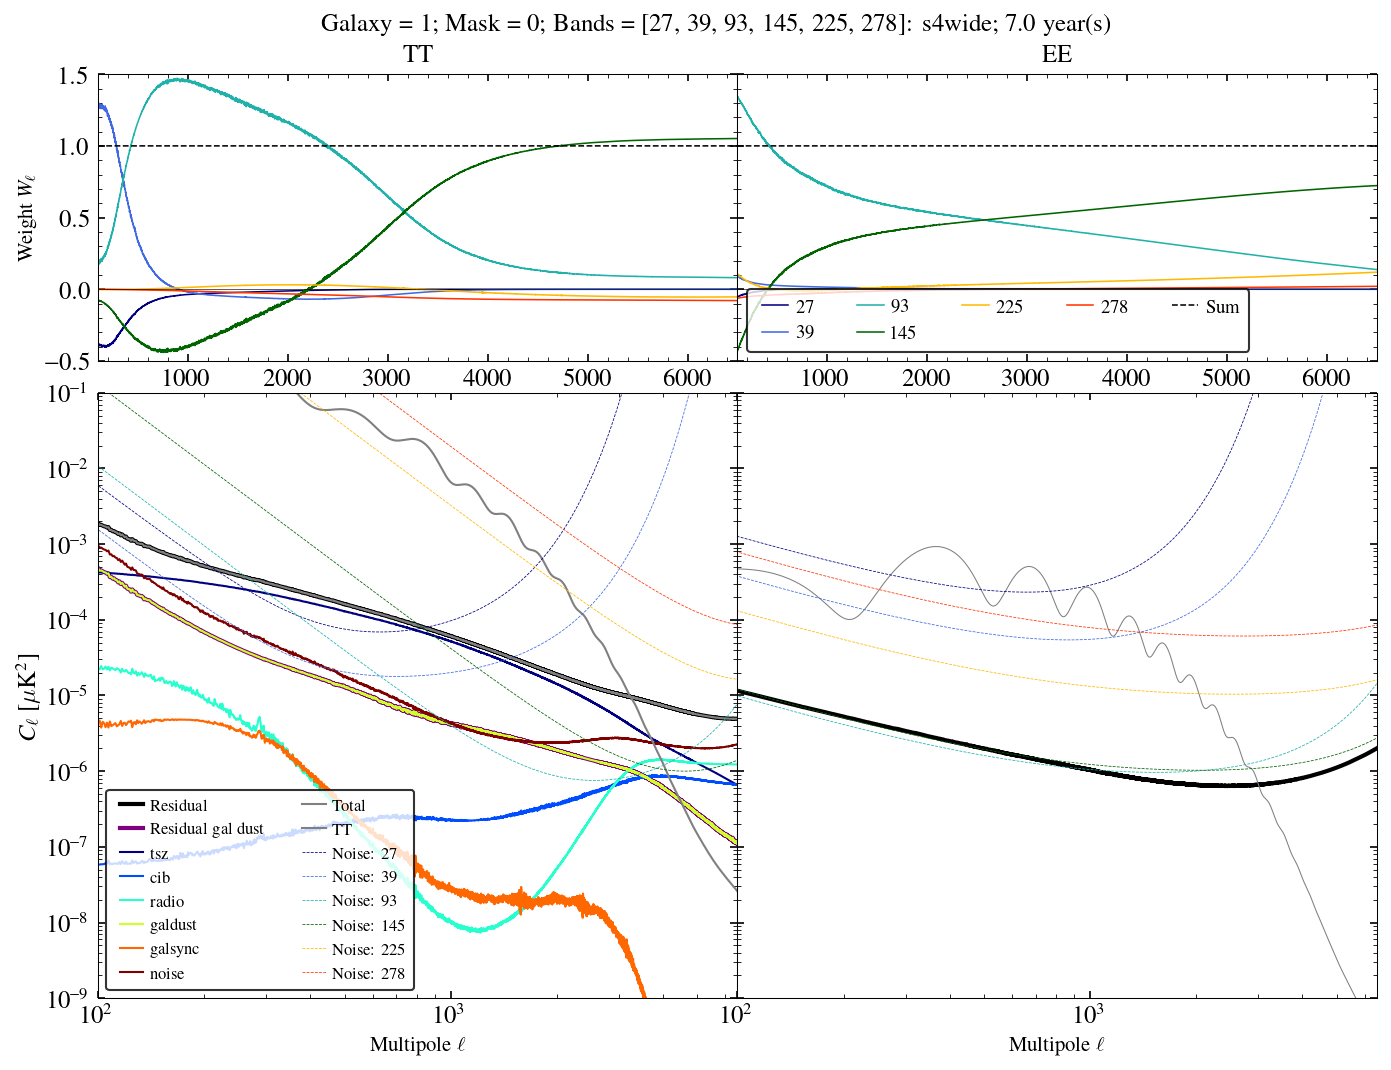 Galaxy = 1; Mask = 0; Bands = [27, 39, 93, 145, 225, 278]: s4wide; 7.0 year(s)
TT
EE
1.5
1.0
0.5
0.0
−0.5
Weight Wℓ
27
93
225
278
Sum
39
145
1000 2000 3000 4000 5000 6000
1000 2000 3000 4000 5000 6000
10⁻¹
10⁻²
10⁻³
10⁻⁴
10⁻⁵
10⁻⁶
10⁻⁷
10⁻⁸
10⁻⁹
Cℓ [μK²]
Residual
Residual gal dust
tsz
cib
radio
galdust
galsync
noise
Total
TT
Noise: 27
Noise: 39
Noise: 93
Noise: 145
Noise: 225
Noise: 278
10² 10³
10² 10³
Multipole ℓ
Multipole ℓ